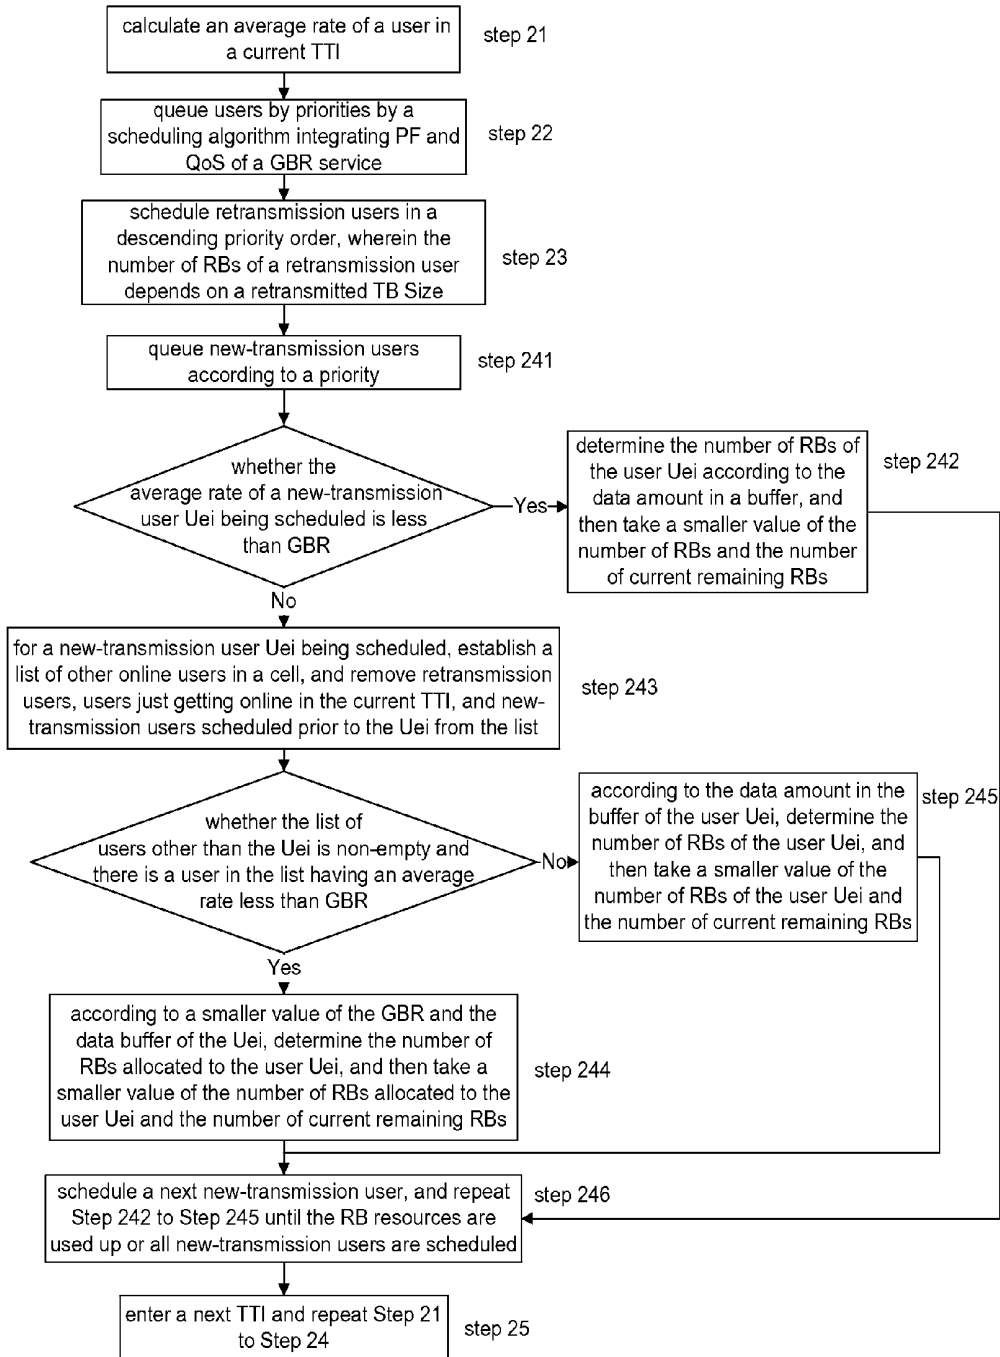 calculate an average rate of a user in
a current TTI
step 21
queue users by priorities by a
scheduling algorithm integrating PF and
QoS of a GBR service
step 22
schedule retransmission users in a
descending priority order, wherein the
number of RBs of a retransmission user
depends on a retransmitted TB Size
step 23
queue new-transmission users
according to a priority
step 241
whether the
average rate of a new-transmission
user Uei being scheduled is less
than GBR
Yes
determine the number of RBs of
the user Uei according to the
data amount in a buffer, and
then take a smaller value of the
number of RBs and the number
of current remaining RBs
step 242
No
for a new-transmission user Uei being scheduled, establish a
list of other online users in a cell, and remove retransmission
users, users just getting online in the current TTI, and new-
transmission users scheduled prior to the Uei from the list
step 243
whether the list of
users other than the Uei is non-empty and
there is a user in the list having an average
rate less than GBR
No
according to the data amount in the
buffer of the user Uei, determine the
number of RBs of the user Uei, and
then take a smaller value of the
number of RBs of the user Uei and
the number of current remaining RBs
step 245
Yes
according to a smaller value of the GBR and the
data buffer of the Uei, determine the number of
RBs allocated to the user Uei, and then take a
smaller value of the number of RBs allocated to the
user Uei and the number of current remaining RBs
step 244
schedule a next new-transmission user, and repeat
Step 242 to Step 245 until the RB resources are
used up or all new-transmission users are scheduled
step 246
enter a next TTI and repeat Step 21
to Step 24
step 25